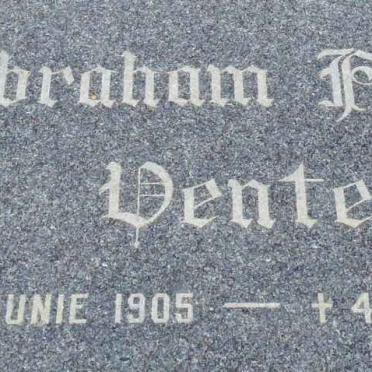 braham F
Vente
UNIE 1905 — † 4